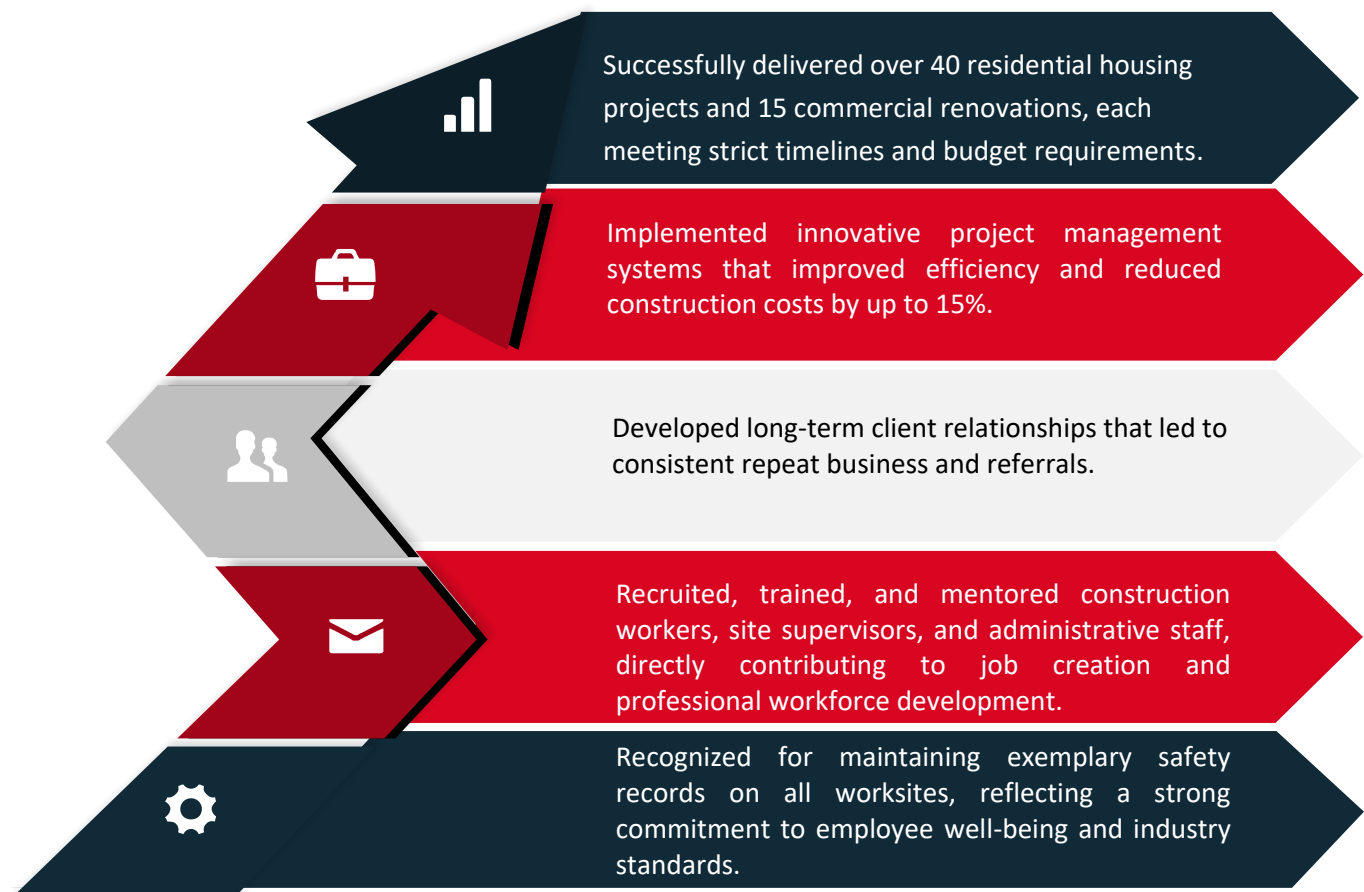 Successfully delivered over 40 residential housing
projects and 15 commercial renovations, each
meeting strict timelines and budget requirements.
Implemented innovative project management
systems that improved efficiency and reduced
construction costs by up to 15%.
Developed long-term client relationships that led to
consistent repeat business and referrals.
Recruited, trained, and mentored construction
workers, site supervisors, and administrative staff,
directly contributing to job creation and
professional workforce development.
Recognized for maintaining exemplary safety
records on all worksites, reflecting a strong
commitment to employee well-being and industry
standards.